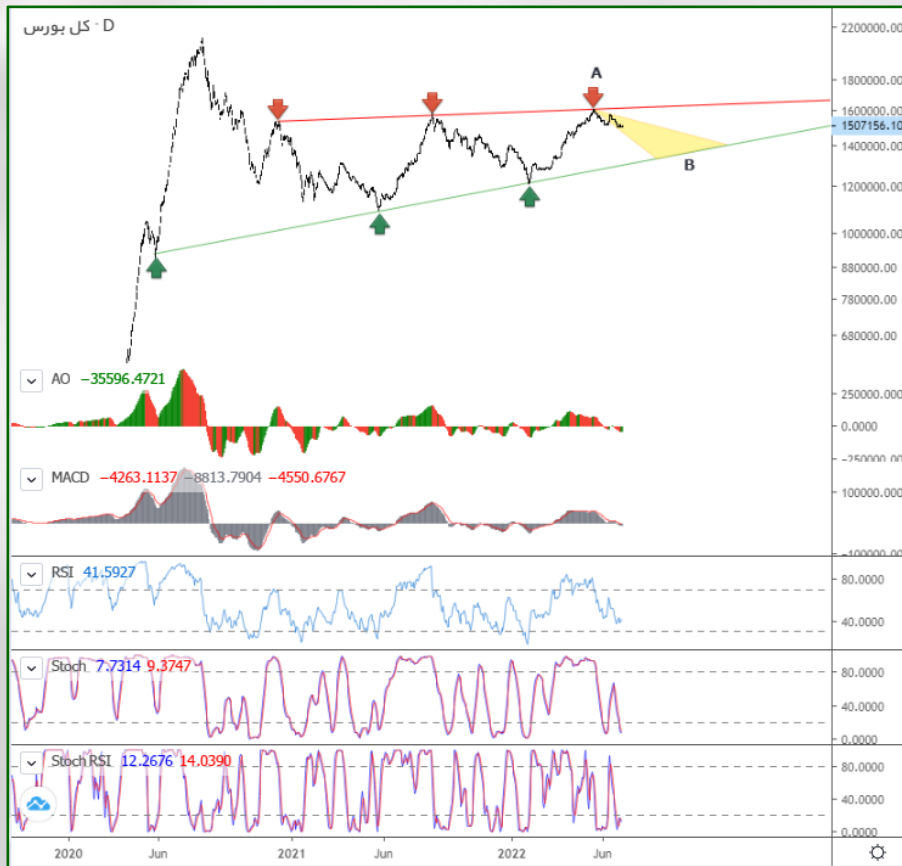 کل بورس · D
2200000.00
1800000.00
A
1600000.00
1507156.10
1400000.00
B
1200000.00
1000000.00
880000.00
780000.00
680000.00
AO −35596.4721
250000.00
0.0000
−250000.00
MACD −4263.1137 −8813.7904 −4550.6767
100000.000
−100000.00
RSI 41.5927
80.0000
40.0000
Stoch 7.7314 9.3747
80.0000
40.0000
0.0000
Stoch RSI 12.2676 14.0390
80.0000
40.0000
0.0000
2020 Jun 2021 Jun 2022 Jun